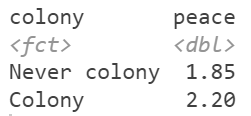 colony peace
<fct> <dbl>
Never colony 1.85
Colony 2.20